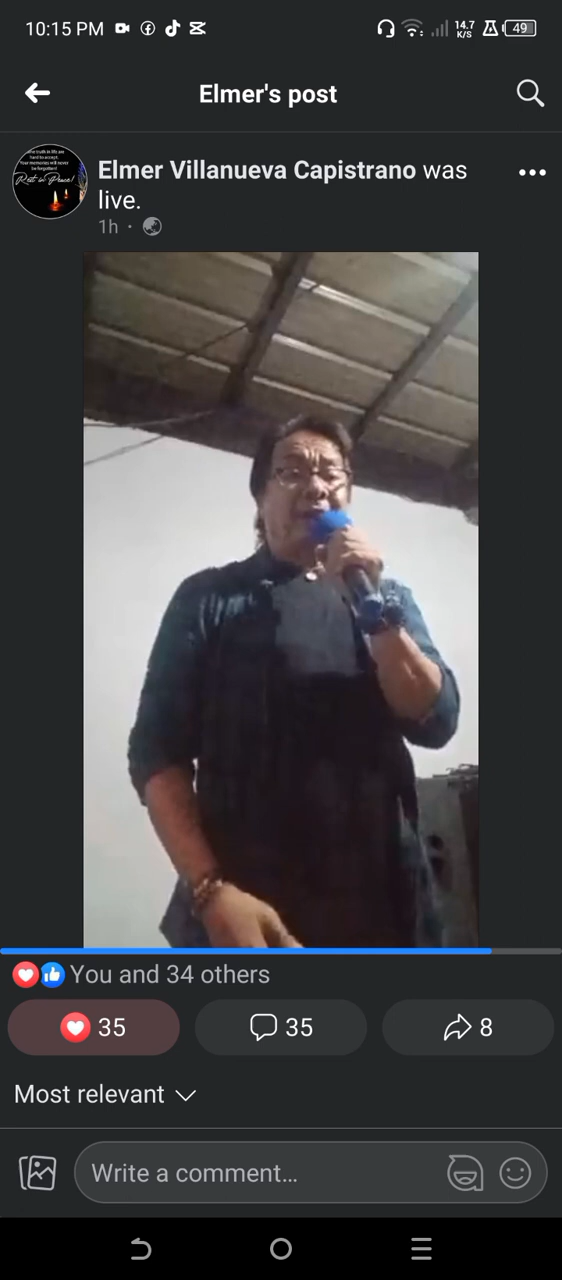 10:15 PM
14.7
K/S
49
Elmer's post
Rest in Peace!
Elmer Villanueva Capistrano was
live.
1h ·
You and 34 others
35
35
8
Most relevant
Write a comment...